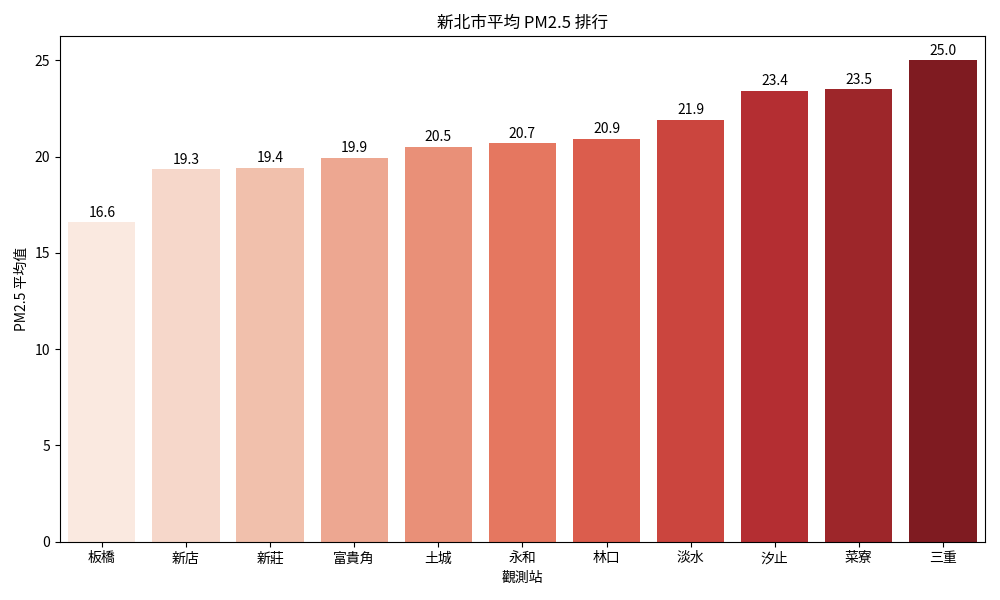 新北市平均 PM2.5 排行
PM2.5 平均值
25
20
15
10
5
0
16.6
19.3
19.4
19.9
20.5
20.7
20.9
21.9
23.4
23.5
25.0
板橋
新店
新莊
富貴角
土城
永和
林口
淡水
汐止
菜寮
三重
觀測站